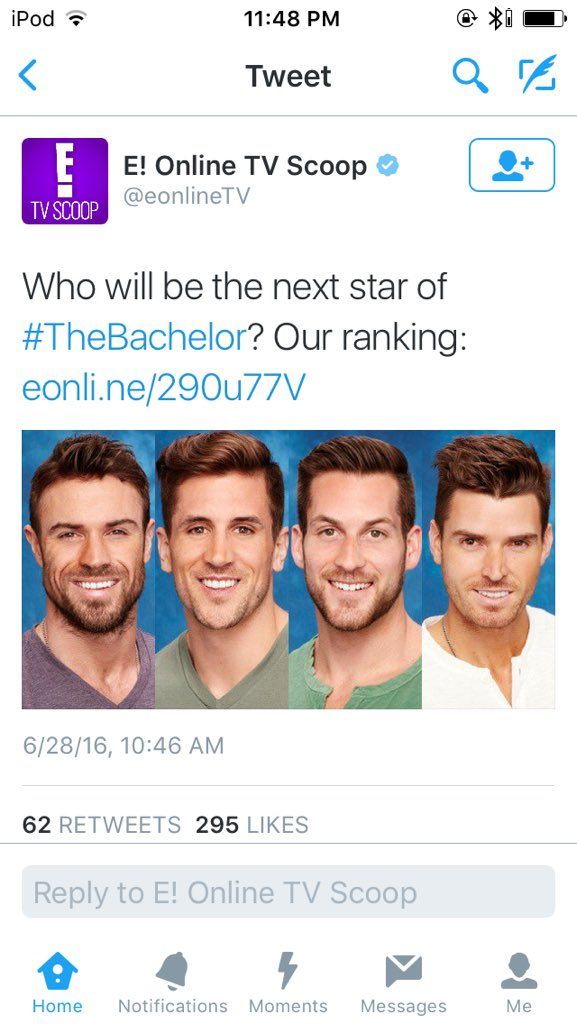 iPod 11:48 PM
Tweet
E!
TV SCOOP
E! Online TV Scoop
@eonlineTV
Who will be the next star of
#TheBachelor? Our ranking:
eonli.ne/290u77V
6/28/16, 10:46 AM
62 RETWEETS 295 LIKES
Reply to E! Online TV Scoop
Home Notifications Moments Messages Me